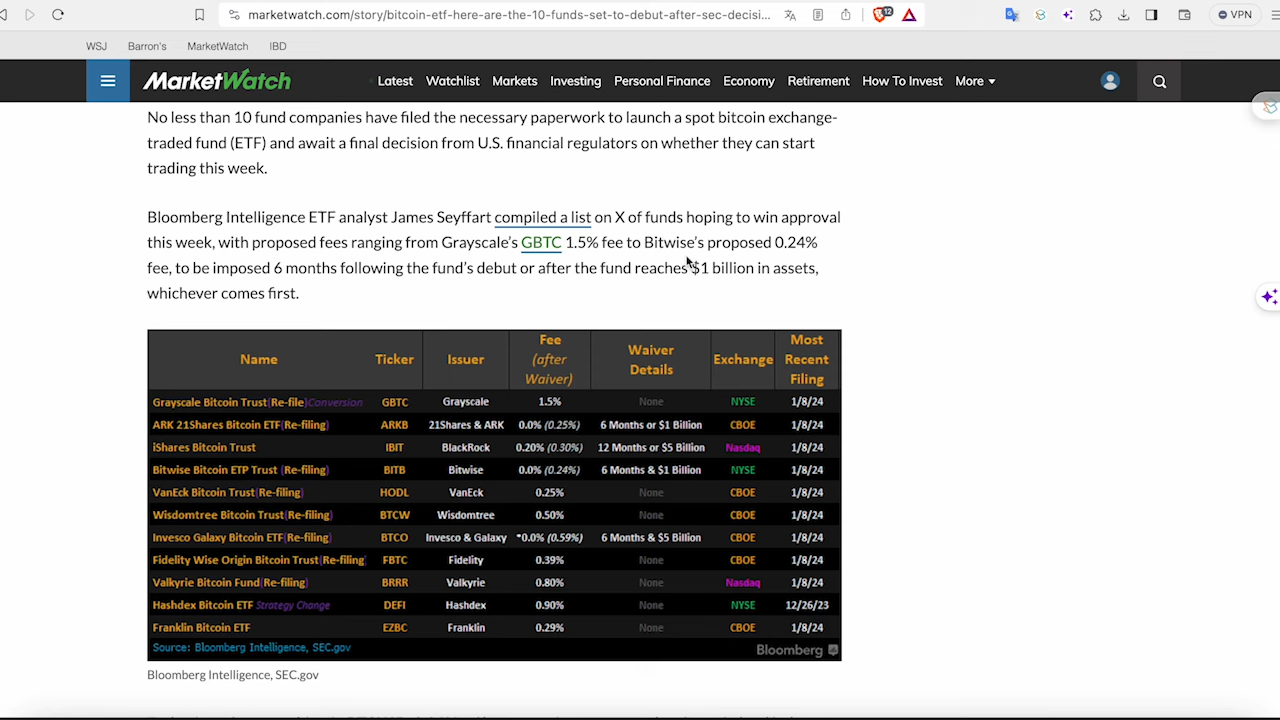 marketwatch.com/story/bitcoin-etf-here-are-the-10-funds-set-to-debut-after-sec-decisi...
12
VPN
WSJ Barron's MarketWatch IBD
MarketWatch Latest Watchlist Markets Investing Personal Finance Economy Retirement How To Invest More
No less than 10 fund companies have filed the necessary paperwork to launch a spot bitcoin exchange-
traded fund (ETF) and await a final decision from U.S. financial regulators on whether they can start
trading this week.
Bloomberg Intelligence ETF analyst James Seyffart compiled a list on X of funds hoping to win approval
this week, with proposed fees ranging from Grayscale's GBTC 1.5% fee to Bitwise's proposed 0.24%
fee, to be imposed 6 months following the fund's debut or after the fund reaches $1 billion in assets,
whichever comes first.
Name Ticker Issuer Fee (after Waiver) Waiver Details Exchange Most Recent Filing
Grayscale Bitcoin Trust(Re-file)Conversion GBTC Grayscale 1.5% None NYSE 1/8/24
ARK 21Shares Bitcoin ETF(Re-filing) ARKB 21Shares & ARK 0.0% (0.25%) 6 Months or $1 Billion CBOE 1/8/24
iShares Bitcoin Trust IBIT BlackRock 0.20% (0.30%) 12 Months or $5 Billion Nasdaq 1/8/24
Bitwise Bitcoin ETP Trust (Re-filing) BITB Bitwise 0.0% (0.24%) 6 Months & $1 Billion NYSE 1/8/24
VanEck Bitcoin Trust(Re-filing) HODL VanEck 0.25% None CBOE 1/8/24
Wisdomtree Bitcoin Trust(Re-filing) BTCW Wisdomtree 0.50% None CBOE 1/8/24
Invesco Galaxy Bitcoin ETF(Re-filing) BTCO Invesco & Galaxy *0.0% (0.59%) 6 Months & $5 Billion CBOE 1/8/24
Fidelity Wise Origin Bitcoin Trust(Re-filing) FBTC Fidelity 0.39% None CBOE 1/8/24
Valkyrie Bitcoin Fund(Re-filing) BRRR Valkyrie 0.80% None Nasdaq 1/8/24
Hashdex Bitcoin ETF Strategy Change DEFI Hashdex 0.90% None NYSE 12/26/23
Franklin Bitcoin ETF EZBC Franklin 0.29% None CBOE 1/8/24
Source: Bloomberg Intelligence, SEC.gov Bloomberg
Bloomberg Intelligence, SEC.gov